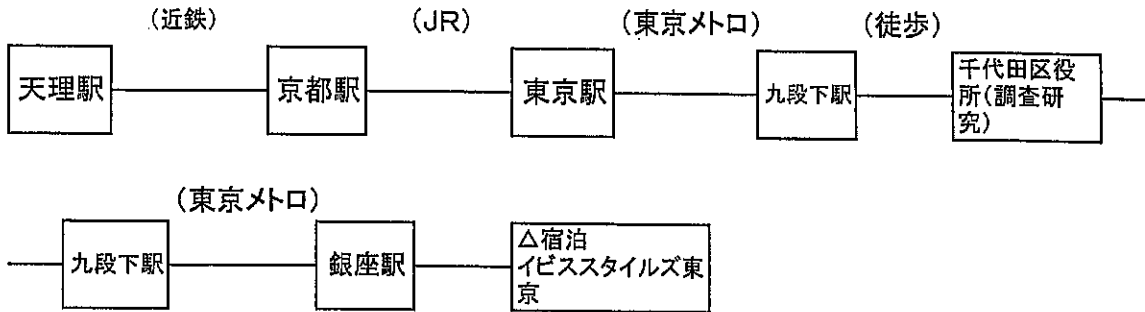 (近鉄)
(JR)
(東京メトロ)
(徒歩)
天理駅
京都駅
東京駅
九段下駅
千代田区役
所(調査研
究)
(東京メトロ)
九段下駅
銀座駅
△宿泊
イビススタイルズ東
京